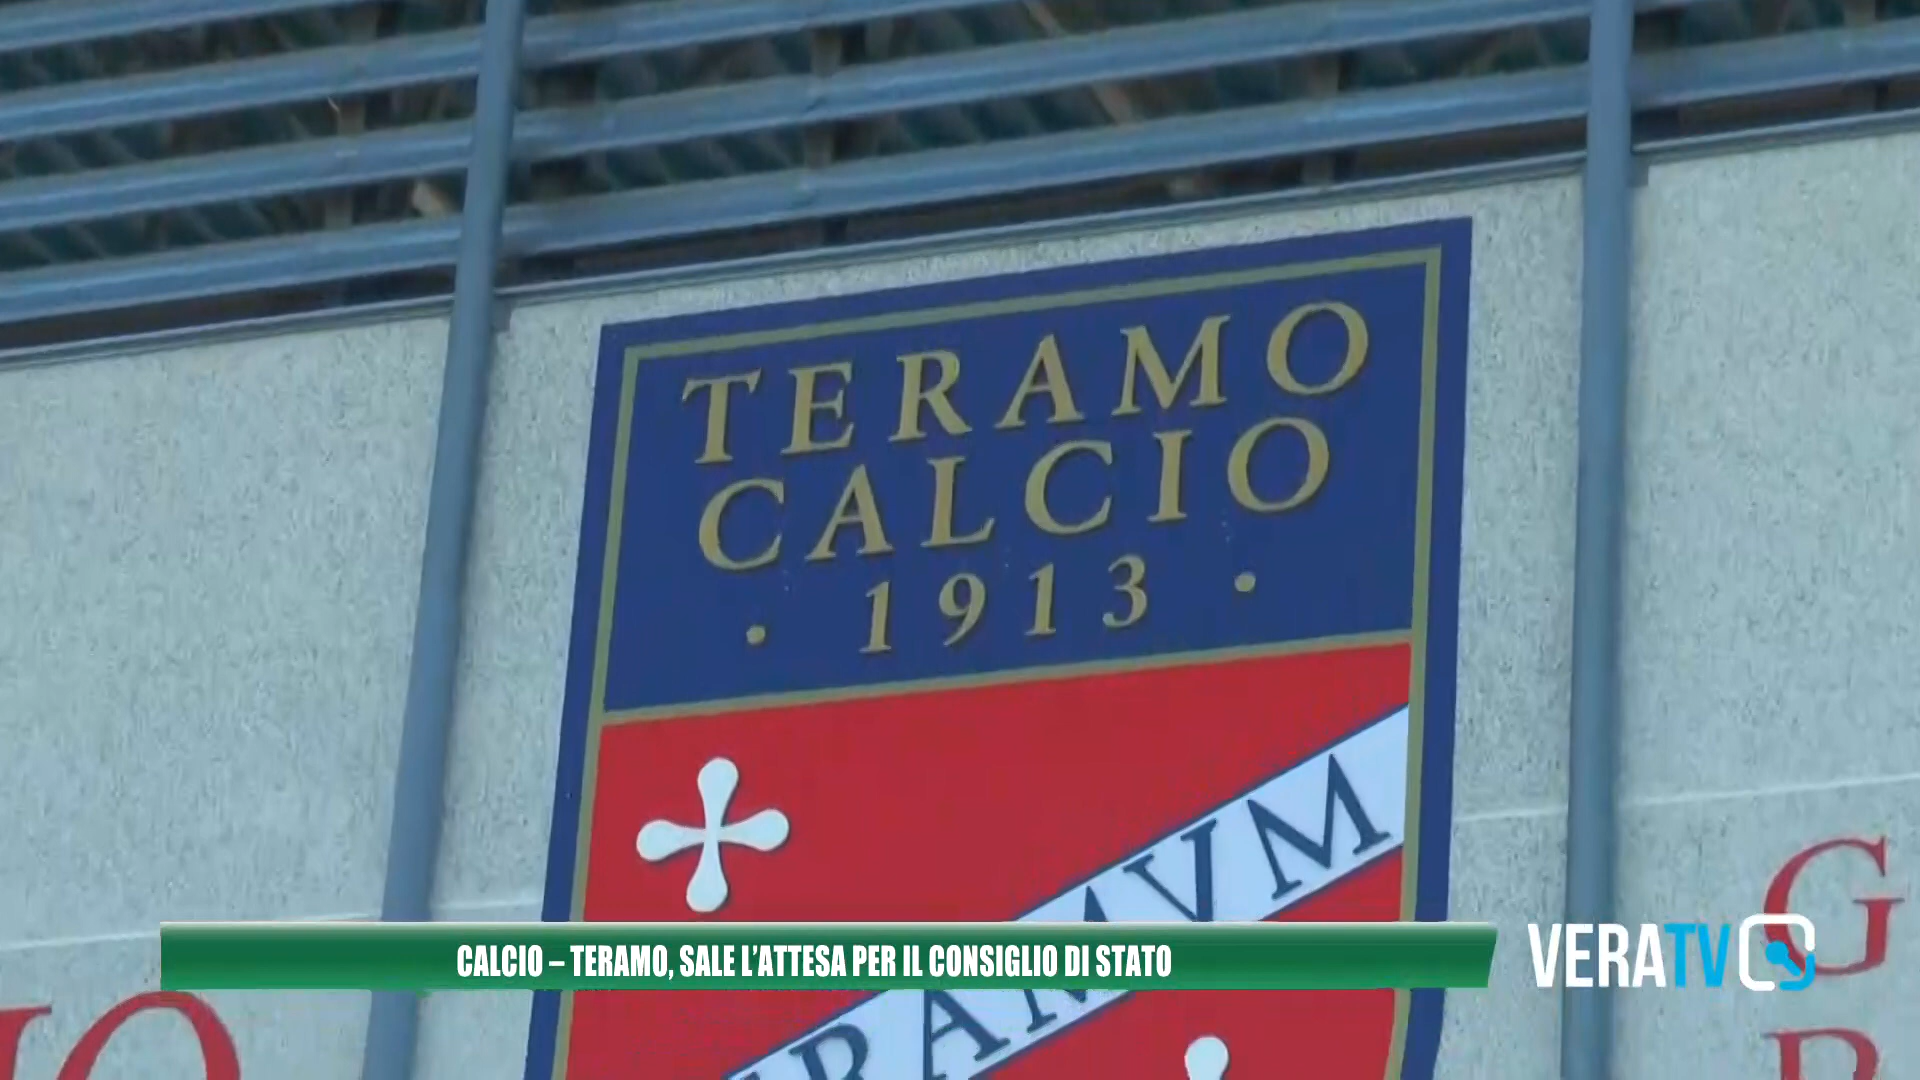 TERAMO
CALCIO
· 1913 ·
CALCIO – TERAMO, SALE L'ATTESA PER IL CONSIGLIO DI STATO
VERATV